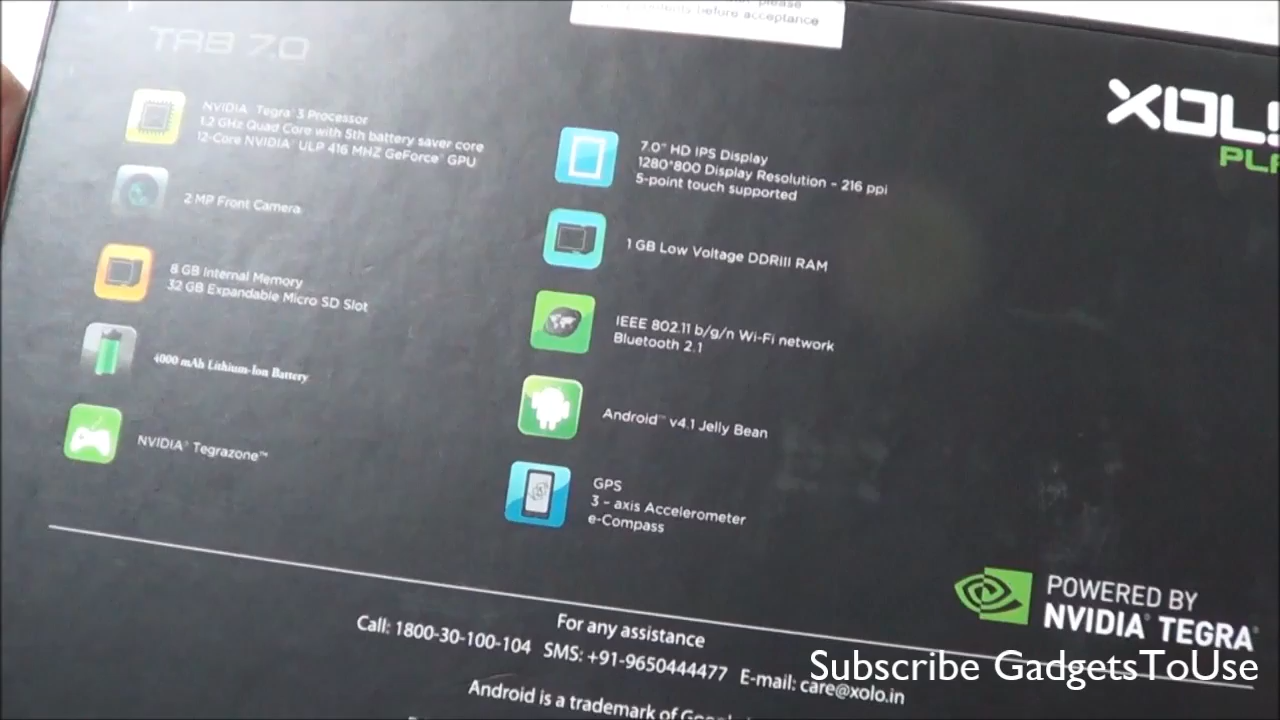 please
before acceptance
TAB 7.0
XOLO
NVIDIA® Tegra® 3 Processor
1.2 GHz Quad Core with 5th battery saver core
12-Core NVIDIA® ULP 416 MHZ GeForce® GPU
2 MP Front Camera
8 GB Internal Memory
32 GB Expandable Micro SD Slot
4000 mAh Lithium-Ion Battery
NVIDIA® Tegrazone™
7.0" HD IPS Display
1280*800 Display Resolution - 216 ppi
5-point touch supported
1 GB Low Voltage DDRIII RAM
IEEE 802.11 b/g/n Wi-Fi network
Bluetooth 2.1
Android™ v4.1 Jelly Bean
GPS
3 - axis Accelerometer
e-Compass
POWERED BY
NVIDIA® TEGRA®
For any assistance
Call: 1800-30-100-104 SMS: +91-9650444477 E-mail: care@xolo.in
Android is a trademark of
Subscribe GadgetsToUse